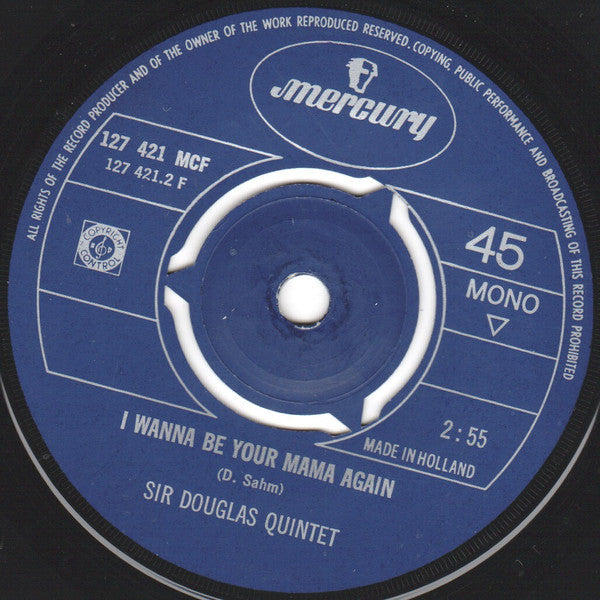 ALL RIGHTS OF THE RECORD PRODUCER AND OF THE OWNER OF THE WORK REPRODUCED RESERVED. COPYING, PUBLIC PERFORMANCE AND BROADCASTING OF THIS RECORD PROHIBITED
mercury
127 421 MCF
127 421.2 F
COPYRIGHT
CONTROL
45
MONO
2:55
MADE IN HOLLAND
I WANNA BE YOUR MAMA AGAIN
(D. Sahm)
SIR DOUGLAS QUINTET